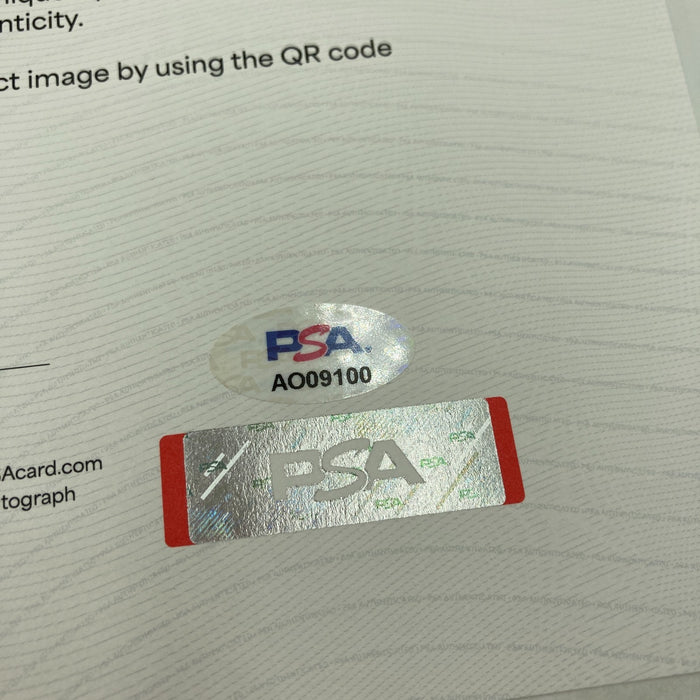 nticity.
ct image by using the QR code
PSA.
AO09100
PSA
Acard.com
tograph